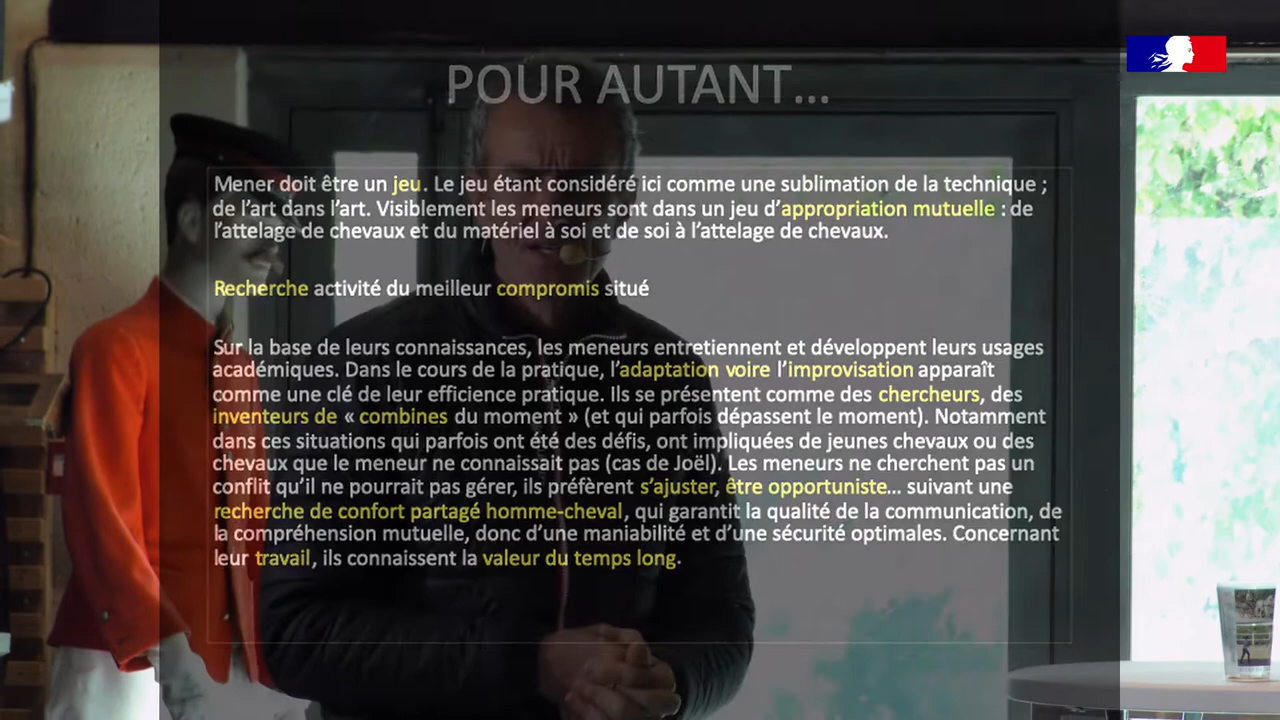 POUR AUTANT...
Mener doit être un jeu. Le jeu étant considéré ici comme une sublimation de la technique ;
de l'art dans l'art. Visiblement les meneurs sont dans un jeu d'appropriation mutuelle : de
l'attelage de chevaux et du matériel à soi et de soi à l'attelage de chevaux.
Recherche activité du meilleur compromis situé
Sur la base de leurs connaissances, les meneurs entretiennent et développent leurs usages
académiques. Dans le cours de la pratique, l'adaptation voire l'improvisation apparaît
comme une clé de leur efficience pratique. Ils se présentent comme des chercheurs, des
inventeurs de « combines du moment » (et qui parfois dépassent le moment). Notamment
dans ces situations qui parfois ont été des défis, ont impliquées de jeunes chevaux ou des
chevaux que le meneur ne connaissait pas (cas de Joël). Les meneurs ne cherchent pas un
conflit qu'il ne pourrait pas gérer, ils préfèrent s'ajuster, être opportuniste... suivant une
recherche de confort partagé homme-cheval, qui garantit la qualité de la communication, de
la compréhension mutuelle, donc d'une maniabilité et d'une sécurité optimales. Concernant
leur travail, ils connaissent la valeur du temps long.